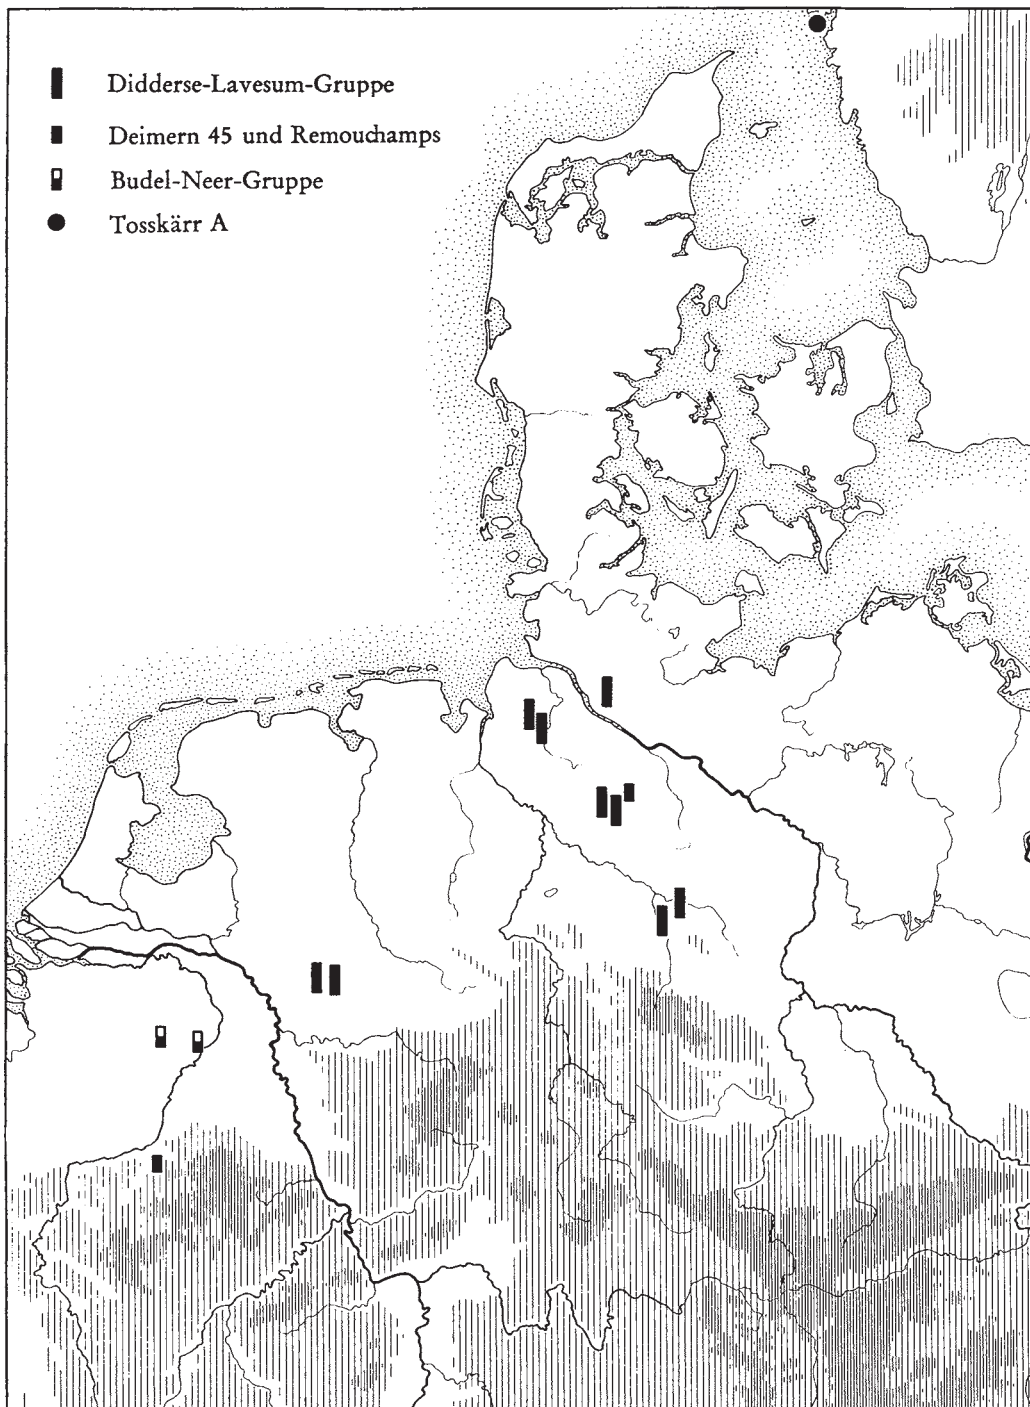 Didderse-Lavesum-Gruppe
Deimern 45 und Remouchamps
Budel-Neer-Gruppe
Tosskärr A